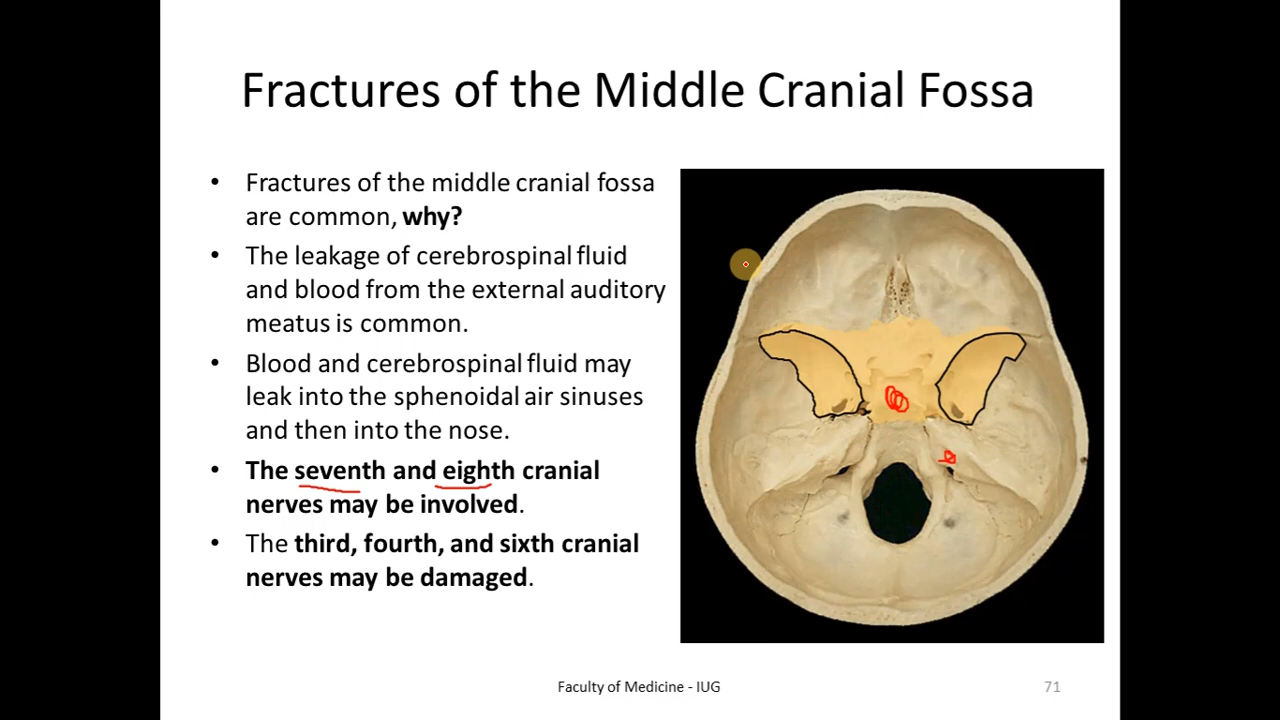 Fractures of the Middle Cranial Fossa
• Fractures of the middle cranial fossa
are common, why?
• The leakage of cerebrospinal fluid
and blood from the external auditory
meatus is common.
• Blood and cerebrospinal fluid may
leak into the sphenoidal air sinuses
and then into the nose.
• The seventh and eighth cranial
nerves may be involved.
• The third, fourth, and sixth cranial
nerves may be damaged.
Faculty of Medicine - IUG
71